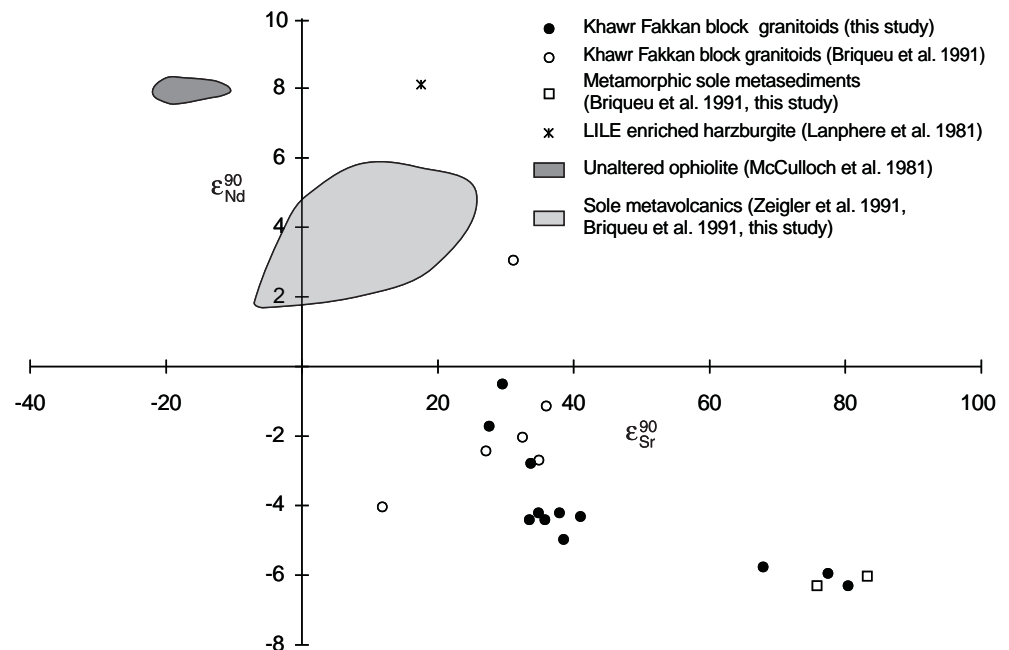 10
8
6
4
2
-2
-4
-6
-8
-40
-20
20
40
60
80
100
ε90Nd
ε90Sr
Khawr Fakkan block granitoids (this study)
Khawr Fakkan block granitoids (Briqueu et al. 1991)
Metamorphic sole metasediments
(Briqueu et al. 1991, this study)
LILE enriched harzburgite (Lanphere et al. 1981)
Unaltered ophiolite (McCulloch et al. 1981)
Sole metavolcanics (Zeigler et al. 1991,
Briqueu et al. 1991, this study)